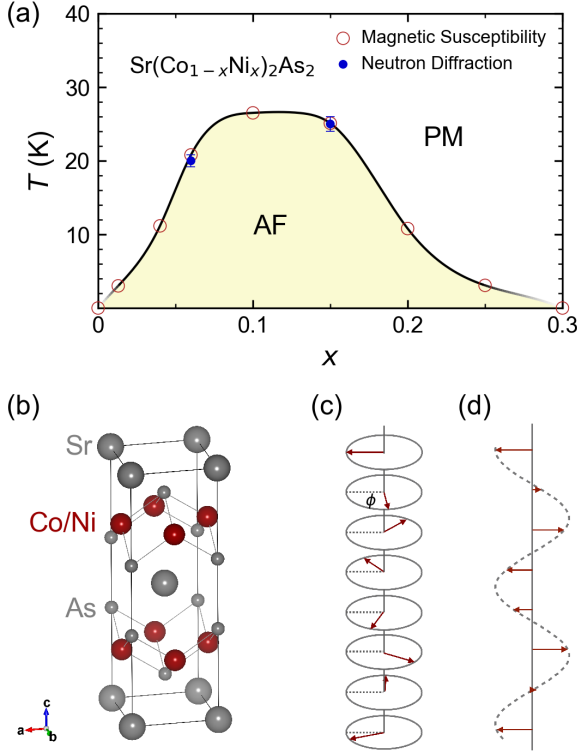 (a)
40
30
20
10
T (K)
Sr(Co₁₋ₓNiₓ)₂As₂
Magnetic Susceptibility
Neutron Diffraction
PM
AF
0 0.1 0.2 0.3
x
(b) (c) (d)
Sr
ϕ
Co/Ni
As
c
a
b